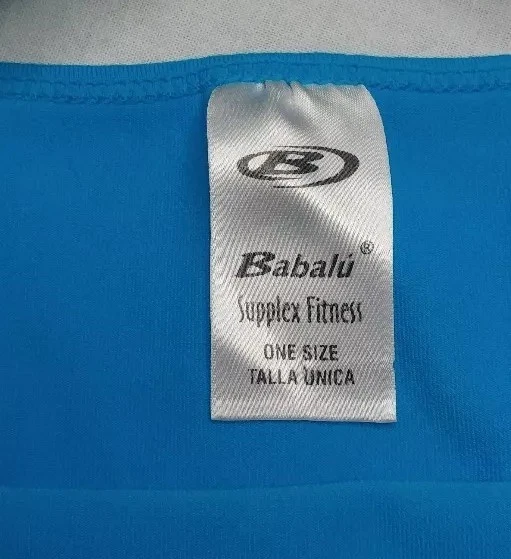 B
Babalú®
Supplex Fitness
ONE SIZE
TALLA UNICA